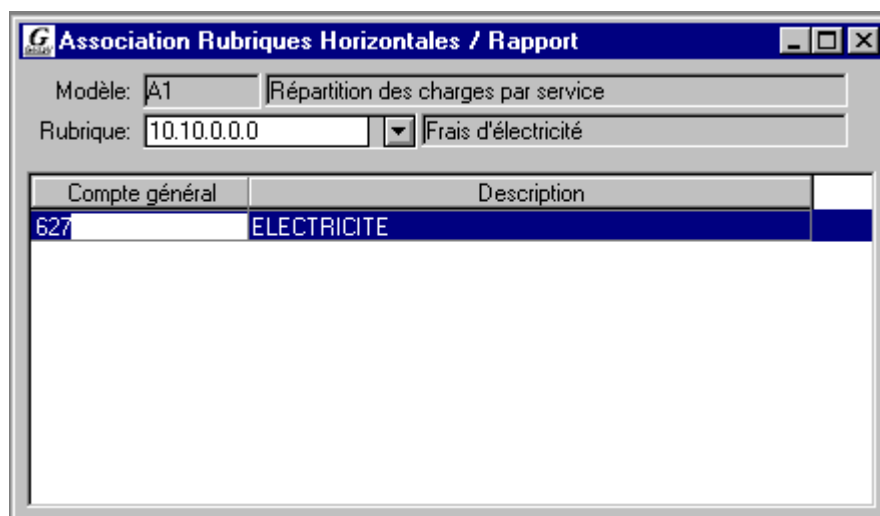 Association Rubriques Horizontales / Rapport
Modèle: A1 Répartition des charges par service
Rubrique: 10.10.0.0.0 Frais d'électricité
Compte général Description
627 ELECTRICITE